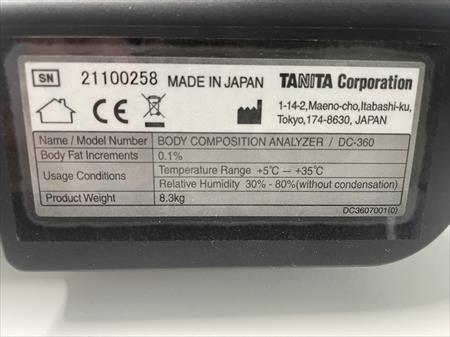 SN 21100258 MADE IN JAPAN TANITA Corporation
1-14-2,Maeno-cho,Itabashi-ku,
Tokyo,174-8630, JAPAN
CE
Name / Model Number BODY COMPOSITION ANALYZER / DC-360
Body Fat Increments 0.1%
Usage Conditions Temperature Range +5°C — +35°C
Relative Humidity 30% - 80%(without condensation)
Product Weight 8.3kg
DC3607001(0)